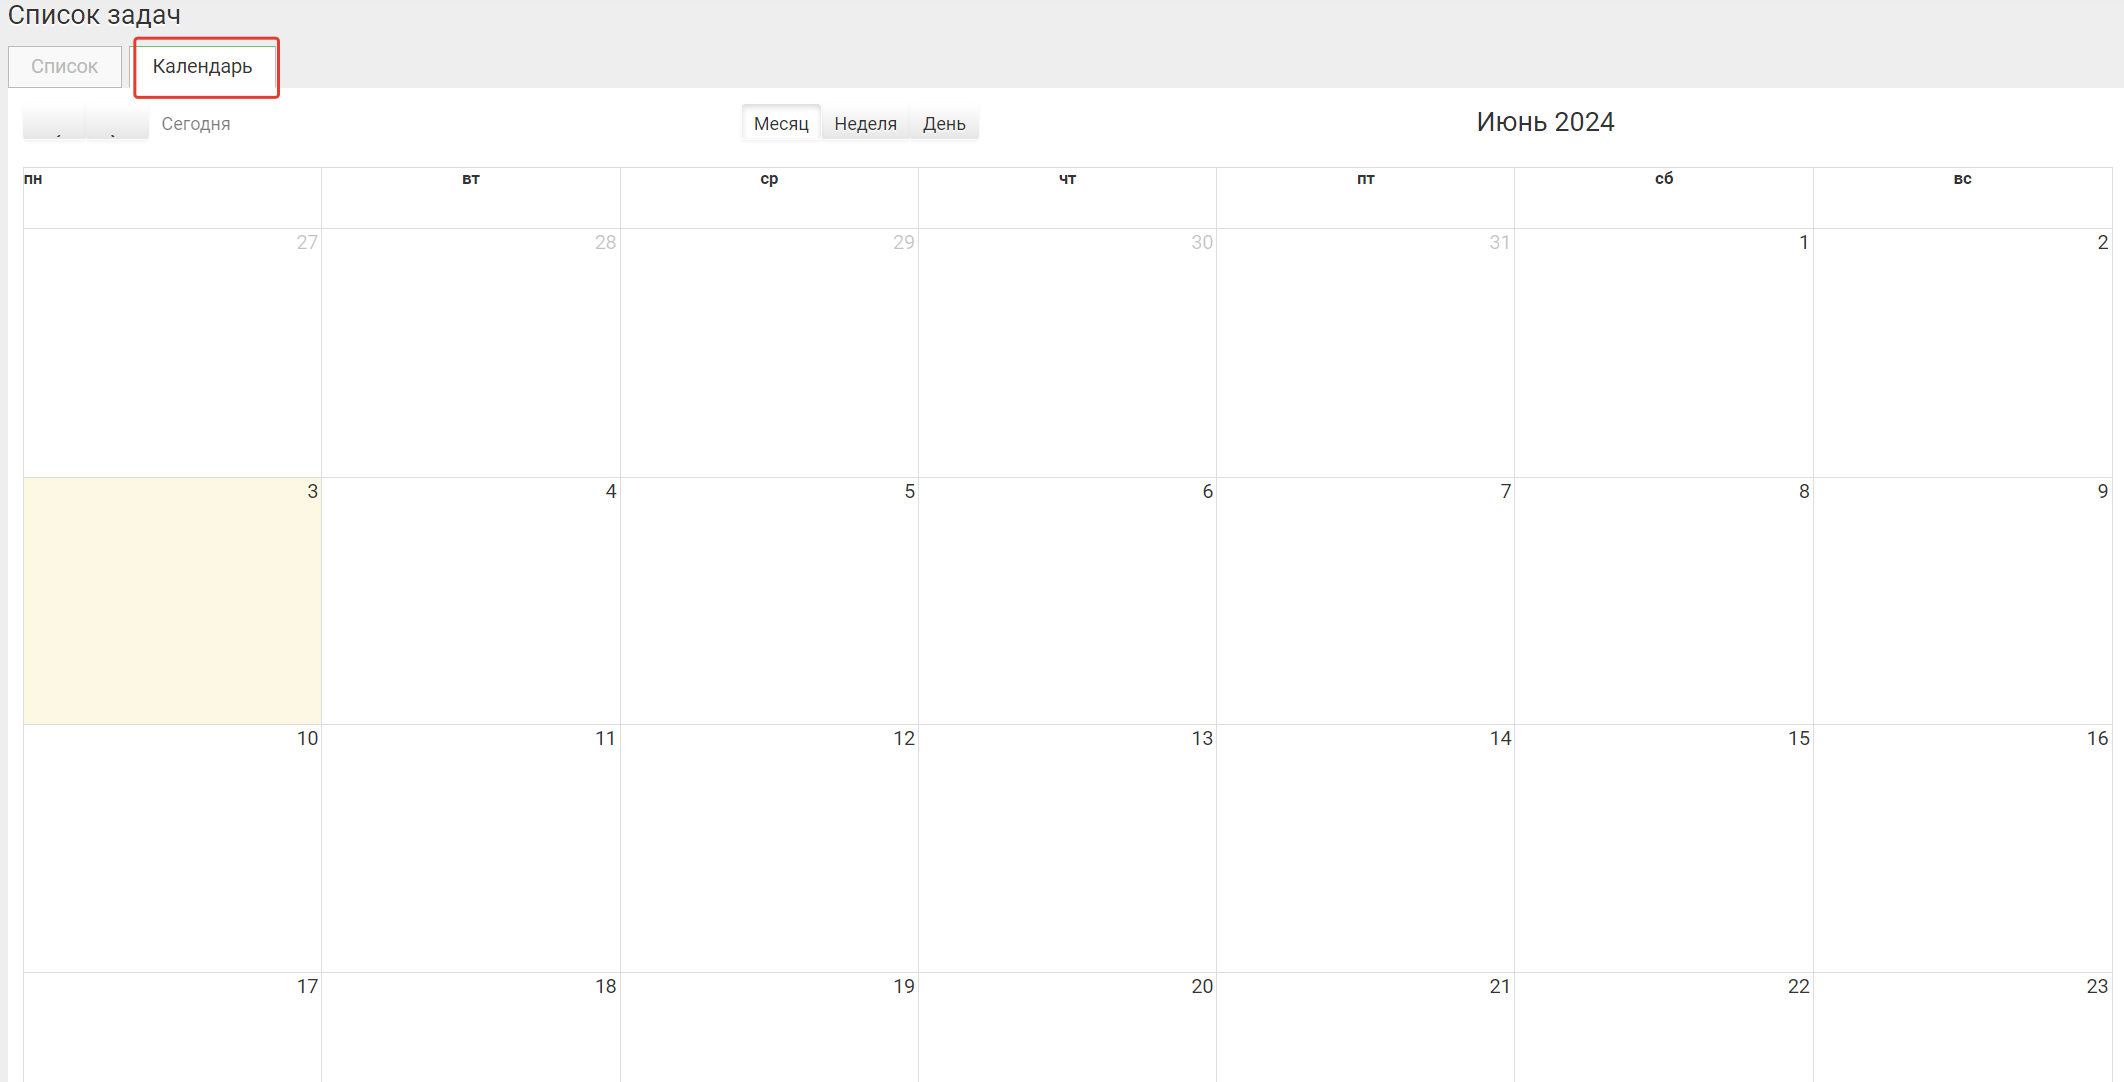 Список задач
Список Календарь
Сегодня Месяц Неделя День Июнь 2024
пн вт ср чт пт сб вс
27 28 29 30 31 1 2
3 4 5 6 7 8 9
10 11 12 13 14 15 16
17 18 19 20 21 22 23